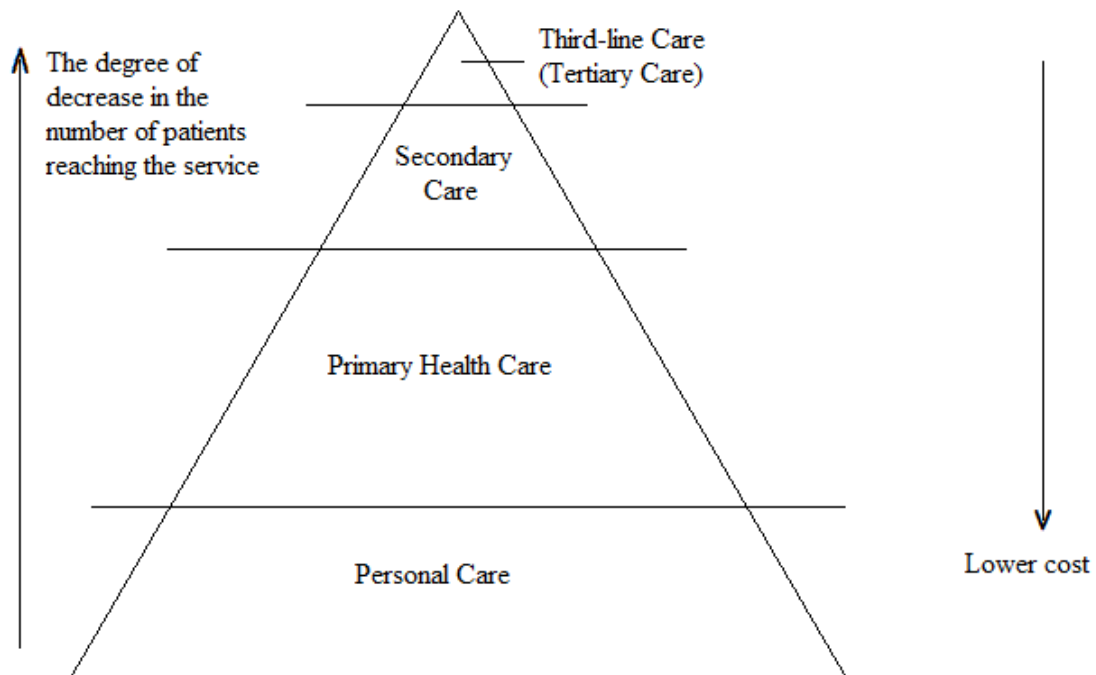 The degree of
decrease in the
number of patients
reaching the service
Third-line Care
(Tertiary Care)
Secondary
Care
Primary Health Care
Personal Care
Lower cost